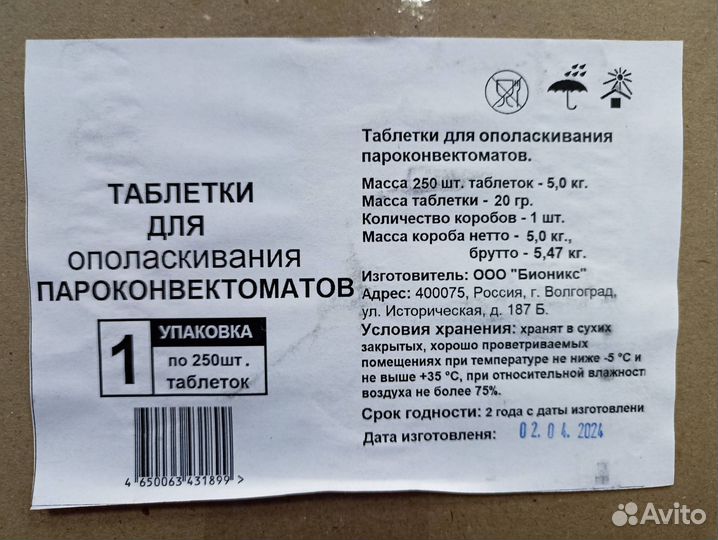 ТАБЛЕТКИ
ДЛЯ
ополаскивания
ПАРОКОНВЕКТОМАТОВ
1
УПАКОВКА
по 250шт.
таблеток
4 650063 431899 >
Таблетки для ополаскивания
пароконвектоматов.
Масса 250 шт. таблеток - 5,0 кг.
Масса таблетки - 20 гр.
Количество коробов - 1 шт.
Масса короба нетто - 5,0 кг.,
брутто - 5,47 кг.
Изготовитель: ООО "Бионикс"
Адрес: 400075, Россия, г. Волгоград,
ул. Историческая, д. 187 Б.
Условия хранения: хранят в сухих
закрытых, хорошо проветриваемых
помещениях при температуре не ниже -5 °С и
не выше +35 °С, при относительной влажност
воздуха не более 75%.
Срок годности: 2 года с даты изготовлени
Дата изготовленя: 02. 04. 2024
Avito